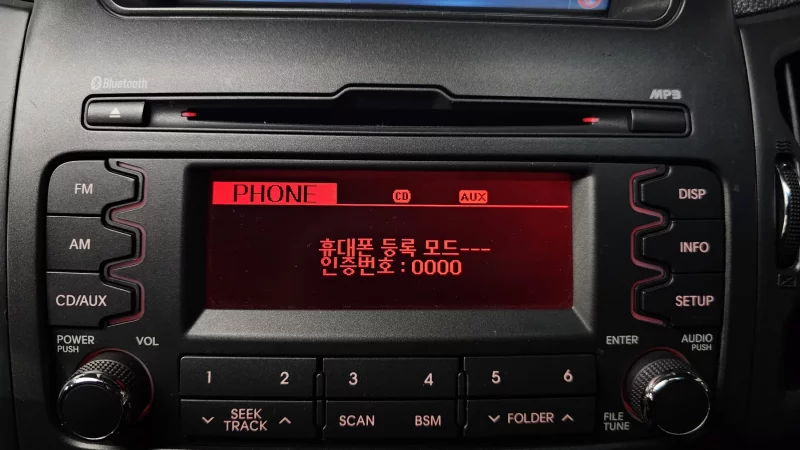 Bluetooth
MP3
FM
AM
CD/AUX
PHONE CD AUX
휴대폰 등록 모드---
인증번호 : 0000
DISP
INFO
SETUP
POWER
PUSH
VOL
ENTER
AUDIO
PUSH
1 2 3 4 5 6
SEEK
TRACK
SCAN
BSM
FOLDER
FILE
TUNE